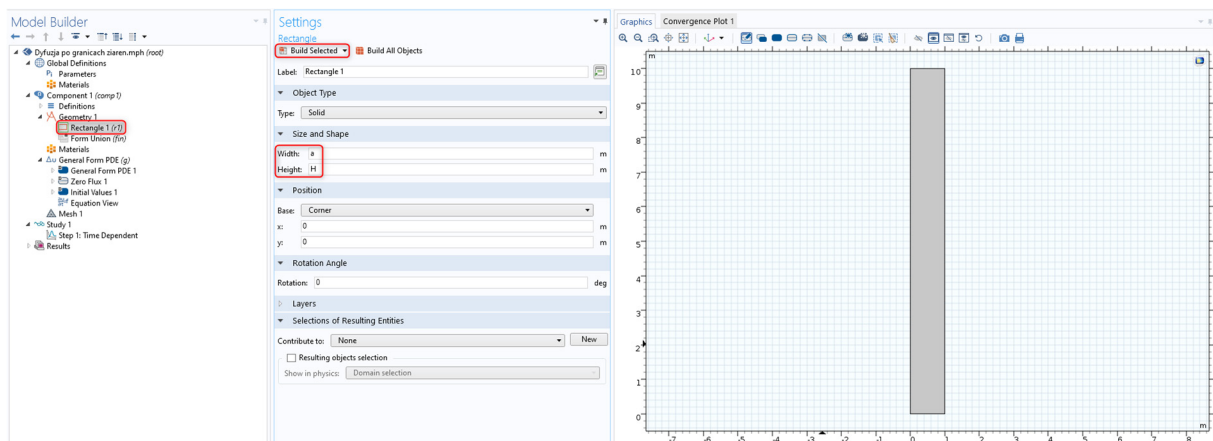 Model Builder
Dyfuzja po granicach ziaren.mph (root)
Global Definitions
Pi Parameters
Materials
Component 1 (comp1)
Definitions
Geometry 1
Rectangle 1 (r1)
Form Union (fin)
Materials
Δu General Form PDE (g)
General Form PDE 1
Zero Flux 1
Initial Values 1
Equation View
Mesh 1
Study 1
Step 1: Time Dependent
Results
Settings
Rectangle
Build Selected
Build All Objects
Label: Rectangle 1
Object Type
Type: Solid
Size and Shape
Width: a m
Height: H m
Position
Base: Corner
x: 0 m
y: 0 m
Rotation Angle
Rotation: 0 deg
Layers
Selections of Resulting Entities
Contribute to: None New
Resulting objects selection
Show in physics: Domain selection
Graphics Convergence Plot 1
m
10
9
8
7
6
5
4
3
2
1
0
m
-7 -6 -5 -4 -3 -2 -1 0 1 2 3 4 5 6 7 8